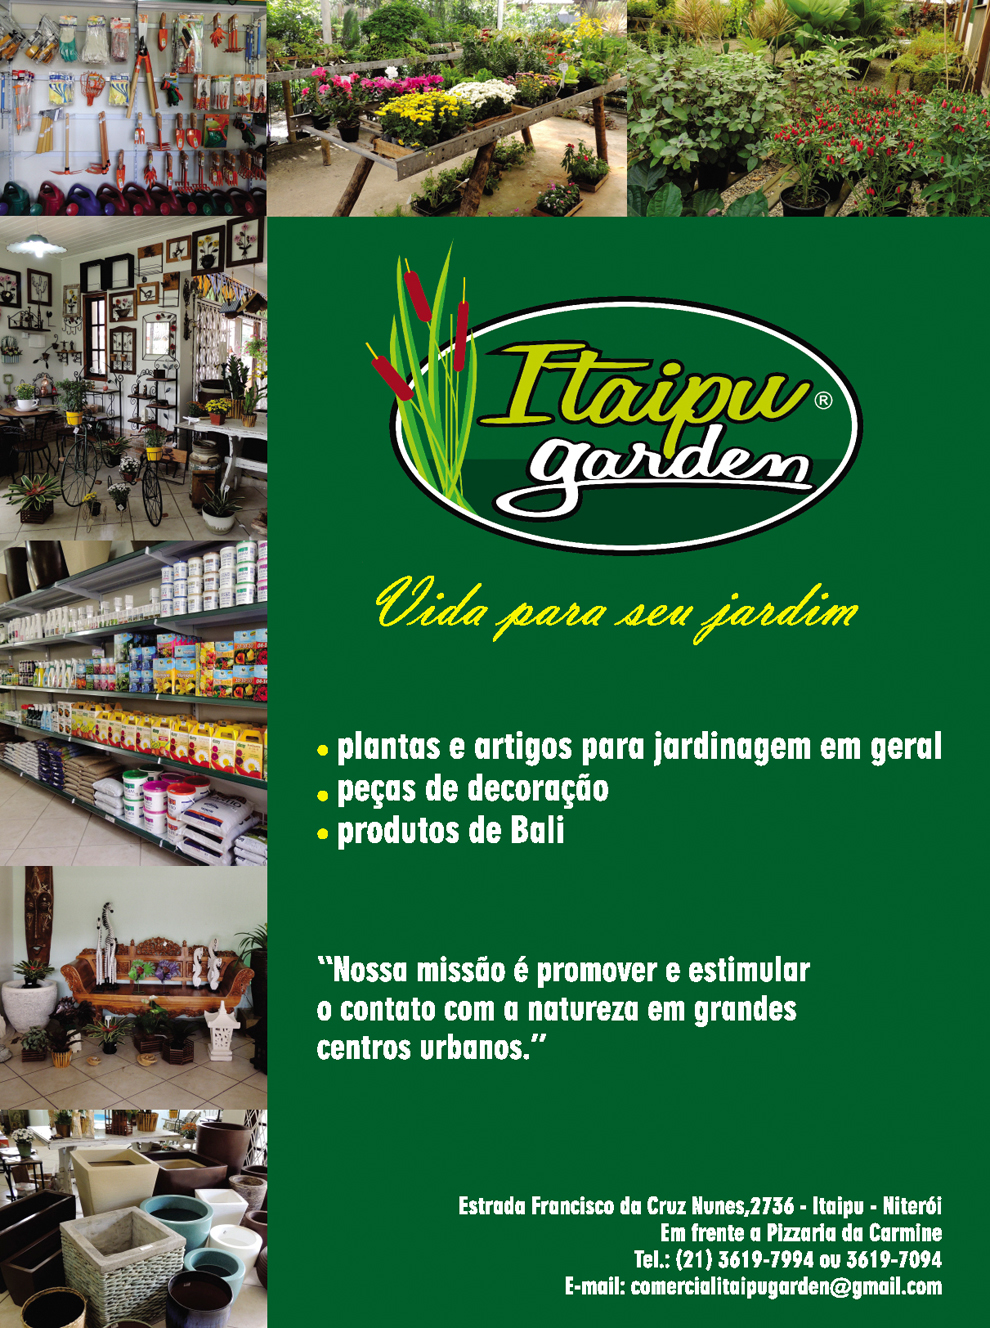 Itaipu ®
garden
Vida para seu jardim
• plantas e artigos para jardinagem em geral
• peças de decoração
• produtos de Bali
“Nossa missão é promover e estimular
o contato com a natureza em grandes
centros urbanos.”
Estrada Francisco da Cruz Nunes,2736 - Itaipu - Niterói
Em frente a Pizzaria da Carmine
Tel.: (21) 3619-7994 ou 3619-7094
E-mail: comercialitaipugarden@gmail.com